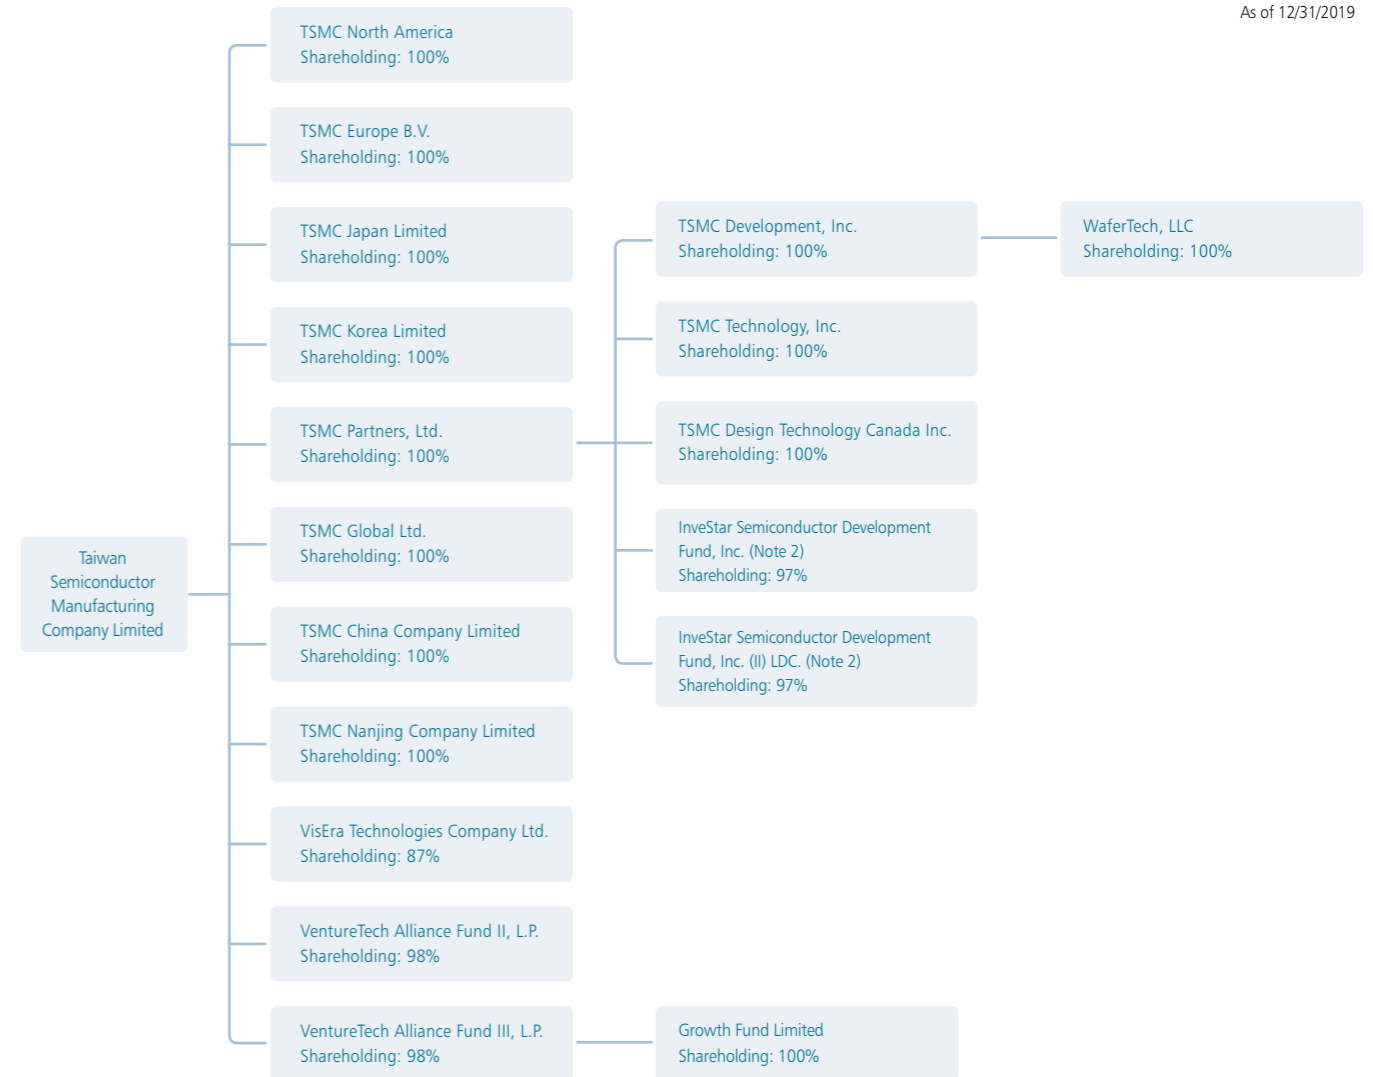 As of 12/31/2019
Taiwan
Semiconductor
Manufacturing
Company Limited
TSMC North America
Shareholding: 100%
TSMC Europe B.V.
Shareholding: 100%
TSMC Japan Limited
Shareholding: 100%
TSMC Korea Limited
Shareholding: 100%
TSMC Partners, Ltd.
Shareholding: 100%
TSMC Global Ltd.
Shareholding: 100%
TSMC China Company Limited
Shareholding: 100%
TSMC Nanjing Company Limited
Shareholding: 100%
VisEra Technologies Company Ltd.
Shareholding: 87%
VentureTech Alliance Fund II, L.P.
Shareholding: 98%
VentureTech Alliance Fund III, L.P.
Shareholding: 98%
TSMC Development, Inc.
Shareholding: 100%
TSMC Technology, Inc.
Shareholding: 100%
TSMC Design Technology Canada Inc.
Shareholding: 100%
InveStar Semiconductor Development
Fund, Inc. (Note 2)
Shareholding: 97%
InveStar Semiconductor Development
Fund, Inc. (II) LDC. (Note 2)
Shareholding: 97%
Growth Fund Limited
Shareholding: 100%
WaferTech, LLC
Shareholding: 100%